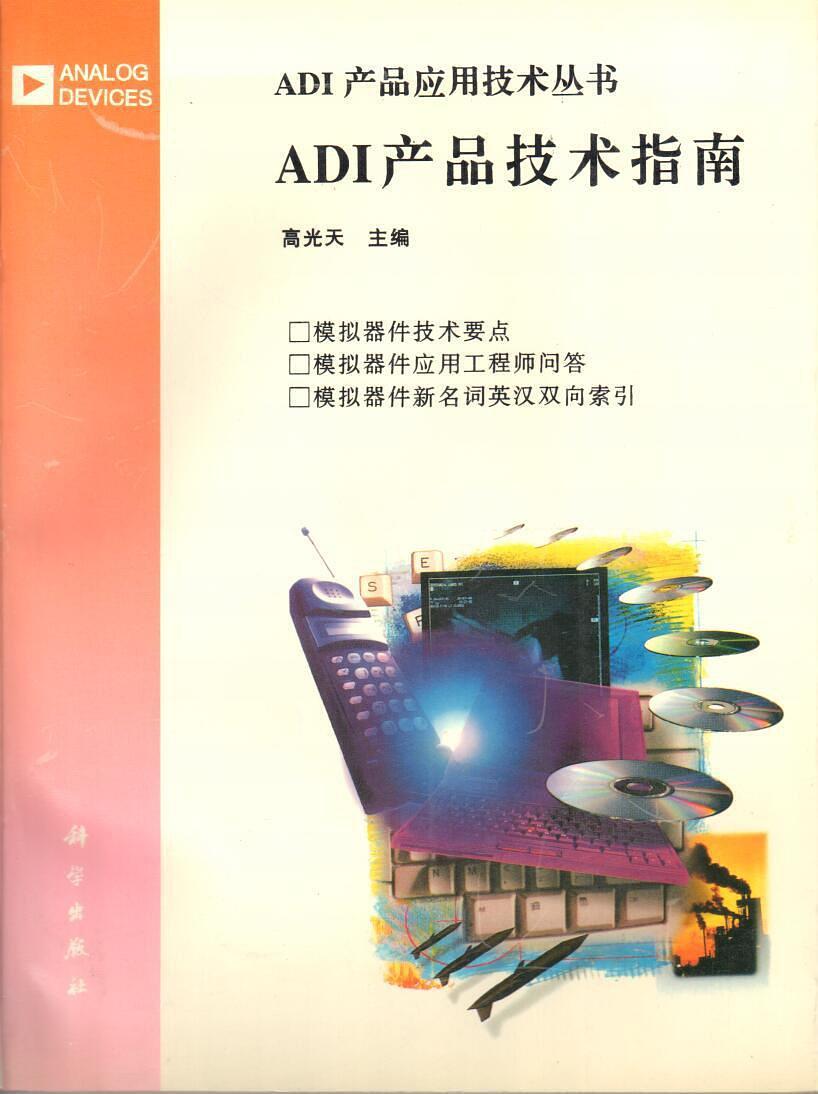 ANALOG
DEVICES
ADI 产品应用技术丛书
ADI产品技术指南
高光天 主编
□模拟器件技术要点
□模拟器件应用工程师问答
□模拟器件新名词英汉双向索引
S
E
F
N
M
科学出版社